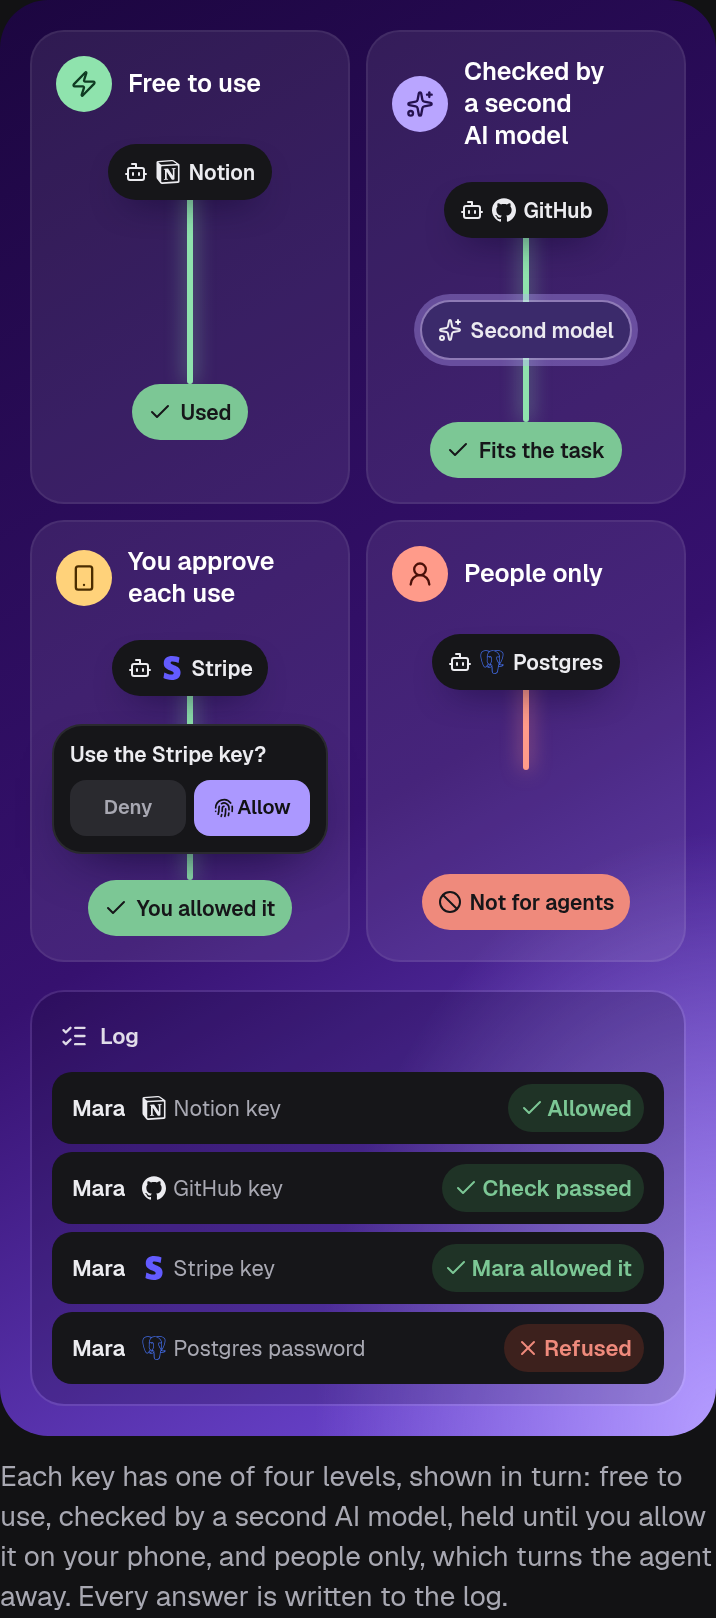 Free to use
Notion
Used
Checked by
a second
AI model
GitHub
Second model
Fits the task
You approve
each use
Stripe
Use the Stripe key?
Deny
Allow
You allowed it
People only
Postgres
Not for agents
Log
Mara Notion key Allowed
Mara GitHub key Check passed
Mara Stripe key Mara allowed it
Mara Postgres password Refused
Each key has one of four levels, shown in turn: free to
use, checked by a second AI model, held until you allow
it on your phone, and people only, which turns the agent
away. Every answer is written to the log.